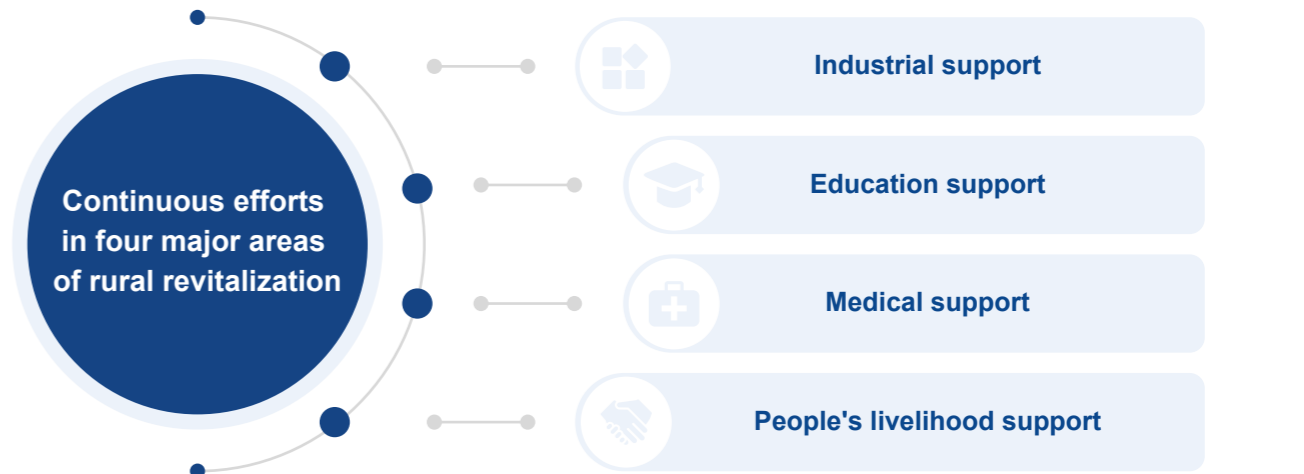 Continuous efforts
in four major areas
of rural revitalization
Industrial support
Education support
Medical support
People's livelihood support